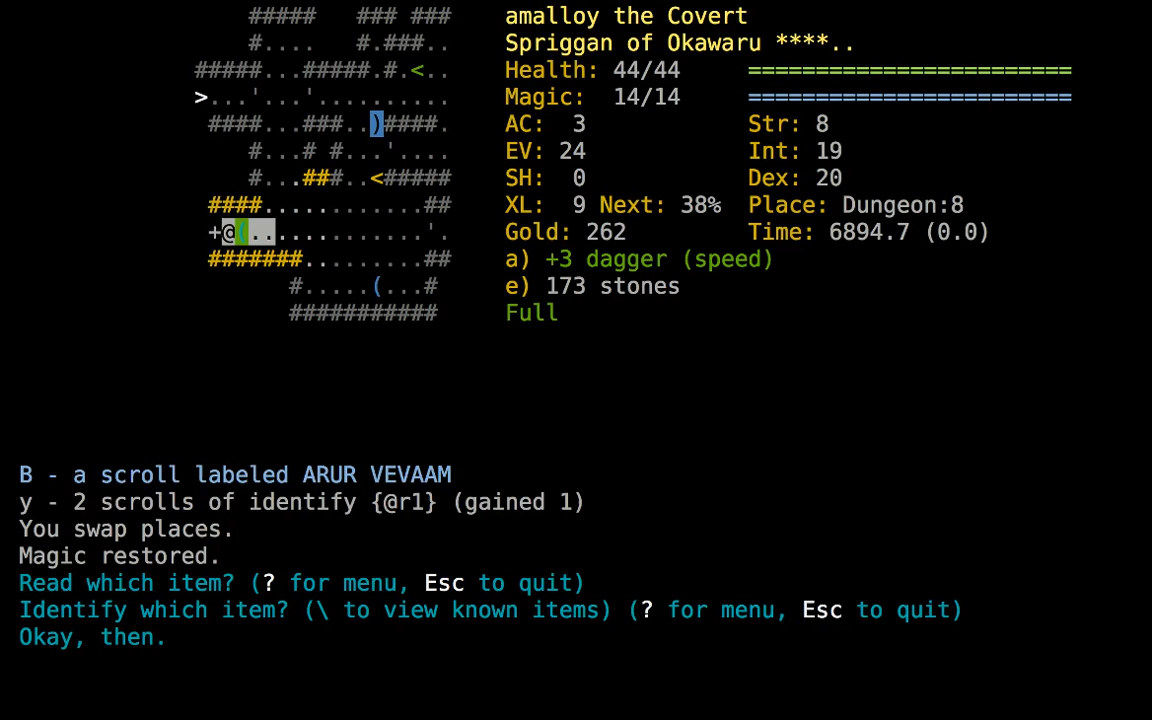 #####   ### ###
#....   #.###..
#####...#####.#.<..
>...'...'..........
####...###..)####.
#...# #...'....
#...###..<#####
####............##
+@(..............'.
#######.........##
#.....(...#
###########
amalloy the Covert
Spriggan of Okawaru ****..
Health: 44/44 ========================
Magic: 14/14 ========================
AC: 3 Str: 8
EV: 24 Int: 19
SH: 0 Dex: 20
XL: 9 Next: 38% Place: Dungeon:8
Gold: 262 Time: 6894.7 (0.0)
a) +3 dagger (speed)
e) 173 stones
Full
B - a scroll labeled ARUR VEVAAM
y - 2 scrolls of identify {@r1} (gained 1)
You swap places.
Magic restored.
Read which item? (? for menu, Esc to quit)
Identify which item? (\ to view known items) (? for menu, Esc to quit)
Okay, then.